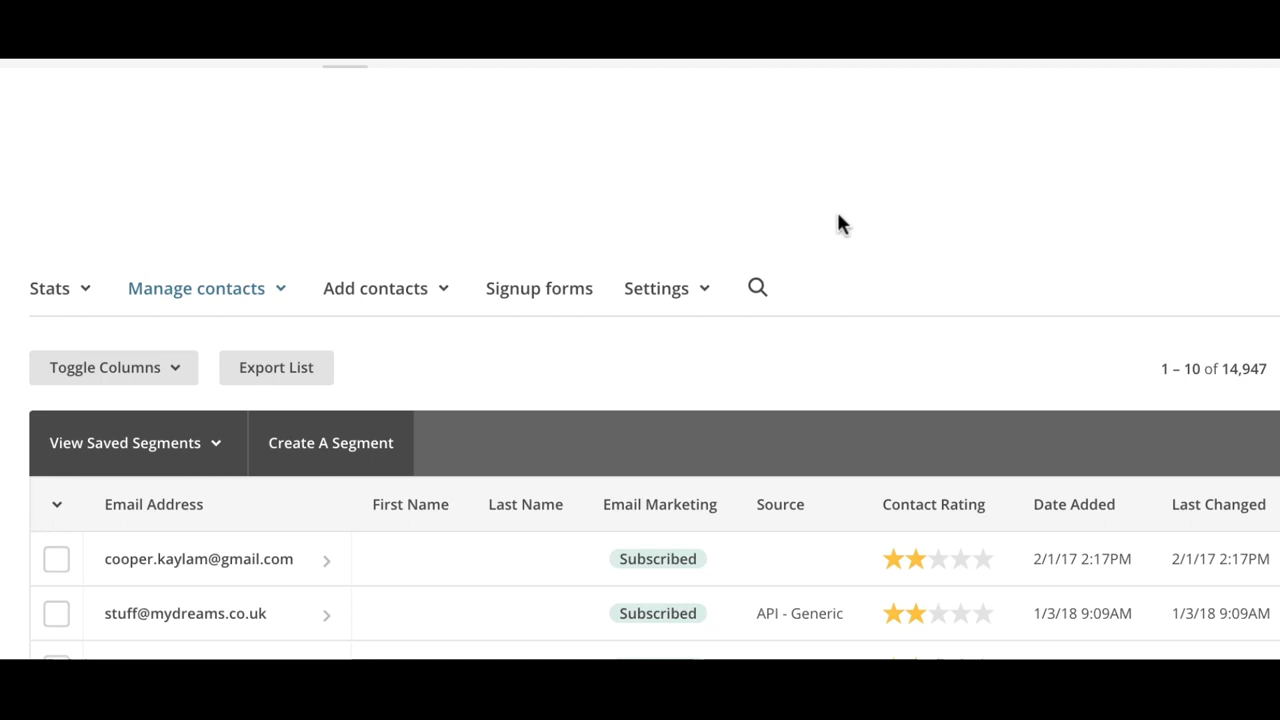 Stats Manage contacts Add contacts Signup forms Settings
Toggle Columns Export List 1 – 10 of 14,947
View Saved Segments Create A Segment
Email Address First Name Last Name Email Marketing Source Contact Rating Date Added Last Changed
cooper.kaylam@gmail.com Subscribed 2/1/17 2:17PM 2/1/17 2:17PM
stuff@mydreams.co.uk Subscribed API - Generic 1/3/18 9:09AM 1/3/18 9:09AM